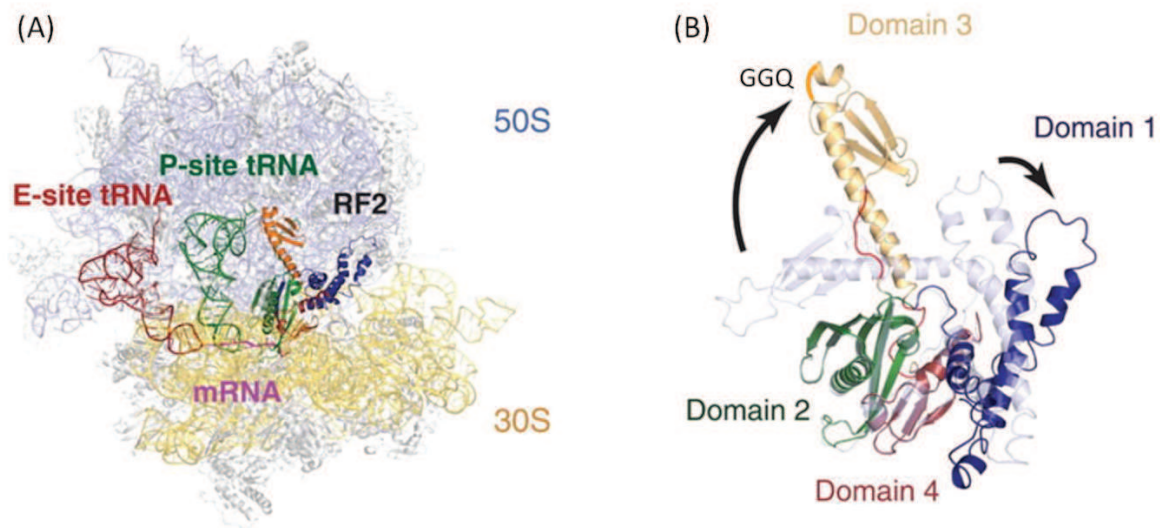 (A)
50S
P-site tRNA
E-site tRNA
RF2
mRNA
30S
(B)
Domain 3
GGQ
Domain 1
Domain 2
Domain 4